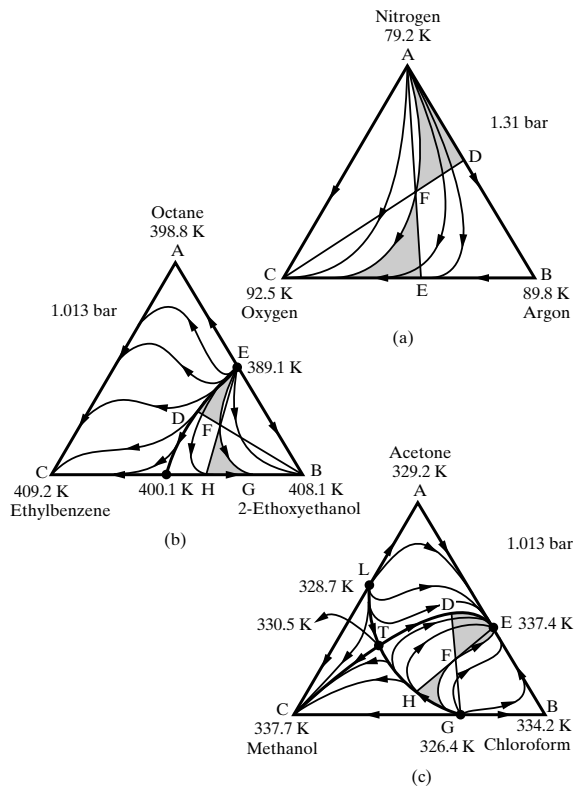 Nitrogen
79.2 K
A
1.31 bar
D
F
C
B
92.5 K
E
89.8 K
Oxygen
Argon
(a)
Octane
398.8 K
A
1.013 bar
E
389.1 K
D
F
C
B
409.2 K
400.1 K
H
G
408.1 K
Ethylbenzene
2-Ethoxyethanol
(b)
Acetone
329.2 K
A
1.013 bar
L
328.7 K
D
E
337.4 K
330.5 K
T
F
H
C
B
337.7 K
G
334.2 K
Methanol
326.4 K
Chloroform
(c)